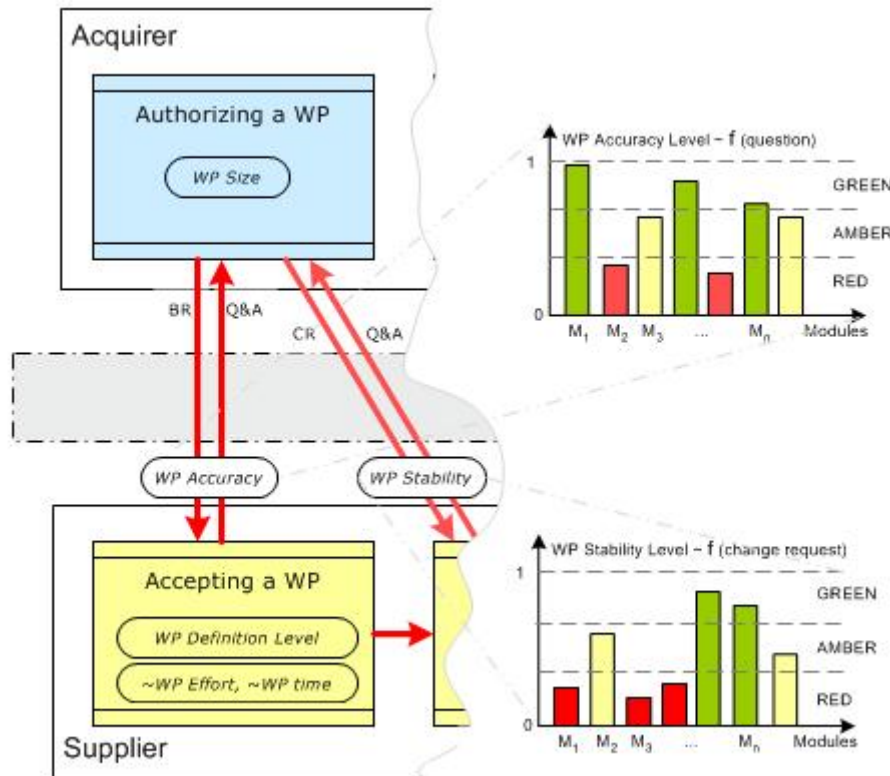 Acquirer
Authorizing a WP
WP Size
BR
Q&A
CR
Q&A
WP Accuracy
WP Stability
Accepting a WP
WP Definition Level
~WP Effort, ~WP time
Supplier
WP Accuracy Level ~ f (question)
1
GREEN
AMBER
RED
0
M1 M2 M3 ... Mn Modules
WP Stability Level ~ f (change request)
1
GREEN
AMBER
RED
0
M1 M2 M3 ... Mn Modules